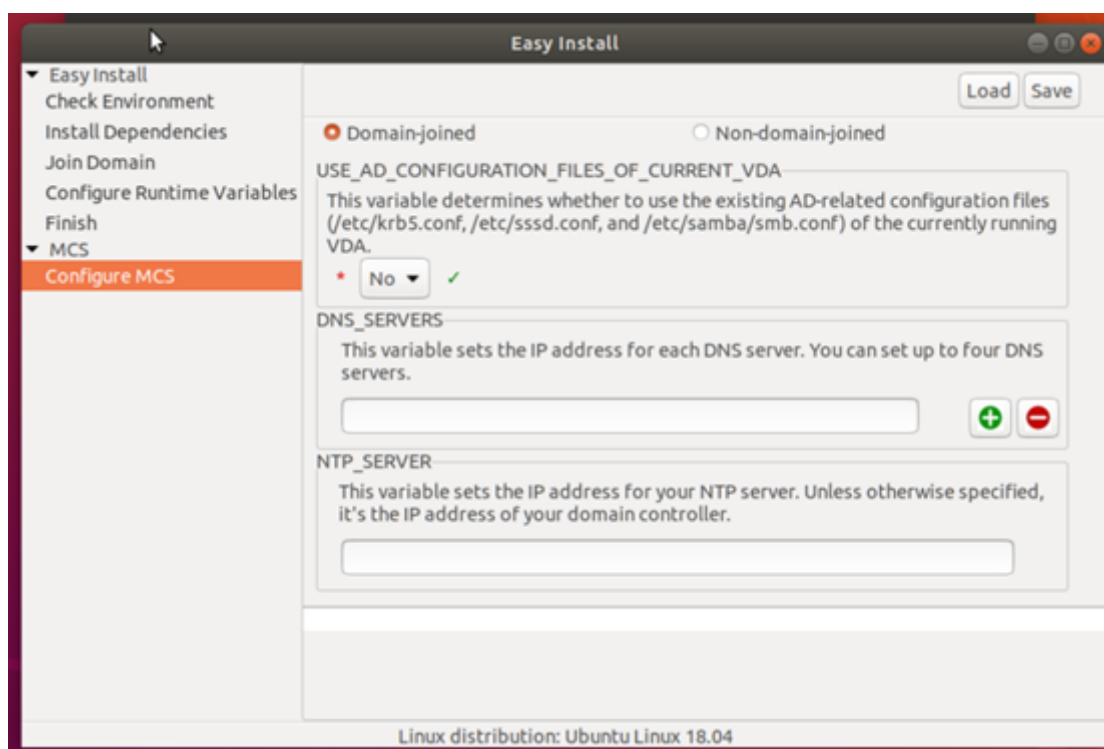 Easy Install
Easy Install
Check Environment
Install Dependencies
Join Domain
Configure Runtime Variables
Finish
MCS
Configure MCS
Load Save
Domain-joined Non-domain-joined
USE_AD_CONFIGURATION_FILES_OF_CURRENT_VDA
This variable determines whether to use the existing AD-related configuration files
(/etc/krb5.conf, /etc/sssd.conf, and /etc/samba/smb.conf) of the currently running
VDA.
* No ✓
DNS_SERVERS
This variable sets the IP address for each DNS server. You can set up to four DNS
servers.
NTP_SERVER
This variable sets the IP address for your NTP server. Unless otherwise specified,
it's the IP address of your domain controller.
Linux distribution: Ubuntu Linux 18.04